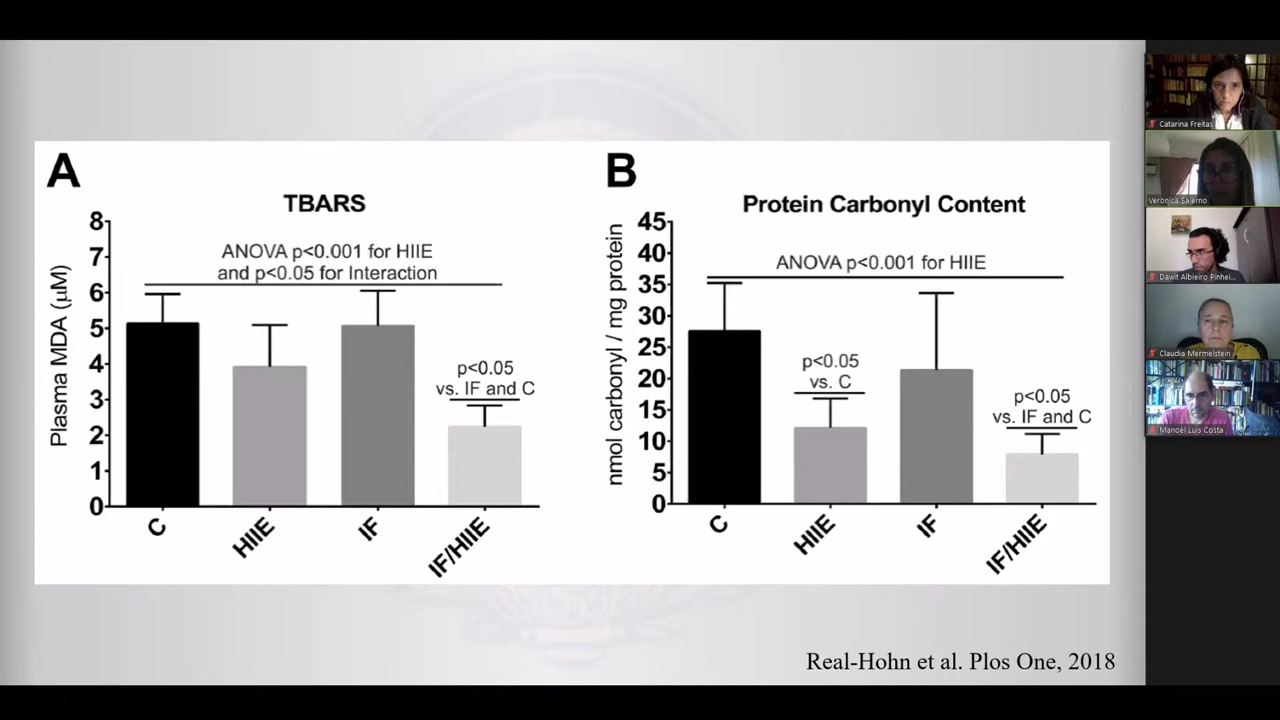 A
TBARS
ANOVA p<0.001 for HIIE
and p<0.05 for Interaction
Plasma MDA (μM)
8
7
6
5
4
3
2
1
0
p<0.05
vs. IF and C
C
HIIE
IF
IF/HIIE
B
Protein Carbonyl Content
ANOVA p<0.001 for HIIE
nmol carbonyl / mg protein
45
40
35
30
25
20
15
10
5
0
p<0.05
vs. C
p<0.05
vs. IF and C
C
HIIE
IF
IF/HIIE
Real-Hohn et al. Plos One, 2018
Catarina Freitas
Veronica Salerno
Dawit Albieiro Pinhei...
Claudia Mermelstein
Manoel Luis Costa